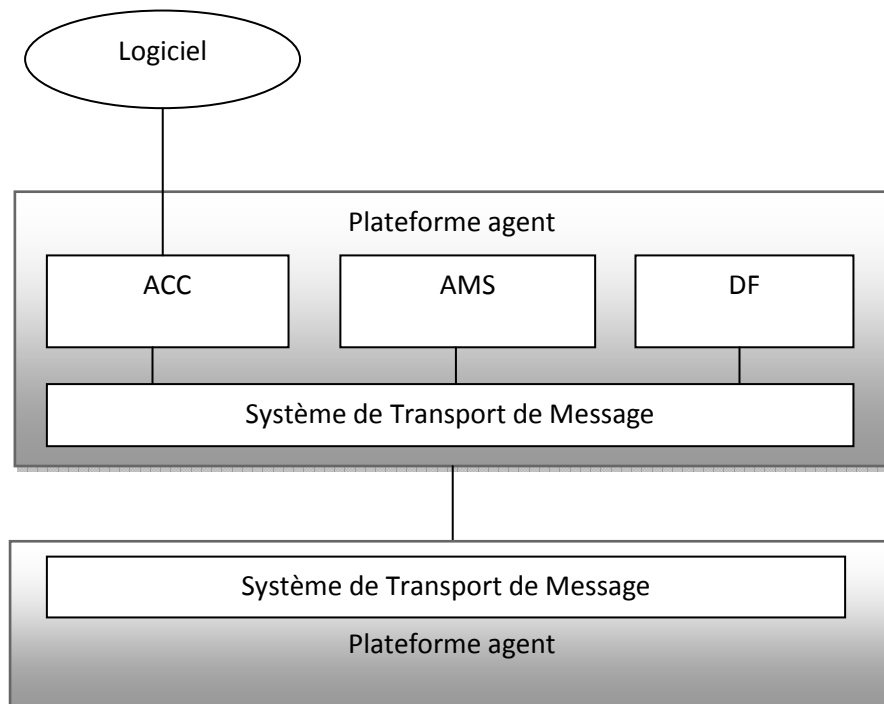 Logiciel
Plateforme agent
ACC
AMS
DF
Système de Transport de Message
Système de Transport de Message
Plateforme agent